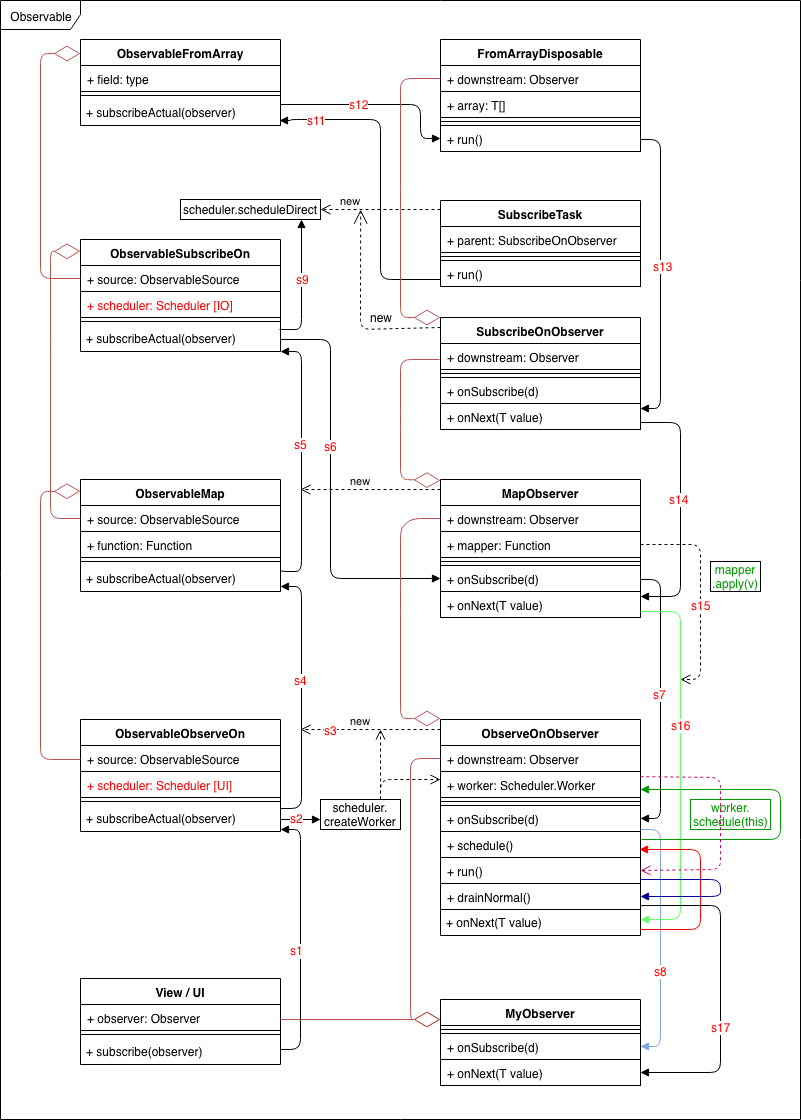 Observable
ObservableFromArray
+ field: type
+ subscribeActual(observer)
FromArrayDisposable
+ downstream: Observer
+ array: T[]
+ run()
s12
s11
scheduler.scheduleDirect
new
SubscribeTask
+ parent: SubscribeOnObserver
+ run()
s13
ObservableSubscribeOn
+ source: ObservableSource
+ scheduler: Scheduler [IO]
+ subscribeActual(observer)
s9
new
SubscribeOnObserver
+ downstream: Observer
+ onSubscribe(d)
+ onNext(T value)
s5
s6
s14
ObservableMap
+ source: ObservableSource
+ function: Function
+ subscribeActual(observer)
new
MapObserver
+ downstream: Observer
+ mapper: Function
+ onSubscribe(d)
+ onNext(T value)
mapper
.apply(v)
s15
s4
s7
s16
ObservableObserveOn
+ source: ObservableSource
+ scheduler: Scheduler [UI]
+ subscribeActual(observer)
s3
new
s2
scheduler.
createWorker
ObserveOnObserver
+ downstream: Observer
+ worker: Scheduler.Worker
+ onSubscribe(d)
+ schedule()
+ run()
+ drainNormal()
+ onNext(T value)
worker.
schedule(this)
s1
s8
s17
View / UI
+ observer: Observer
+ subscribe(observer)
MyObserver
+ onSubscribe(d)
+ onNext(T value)